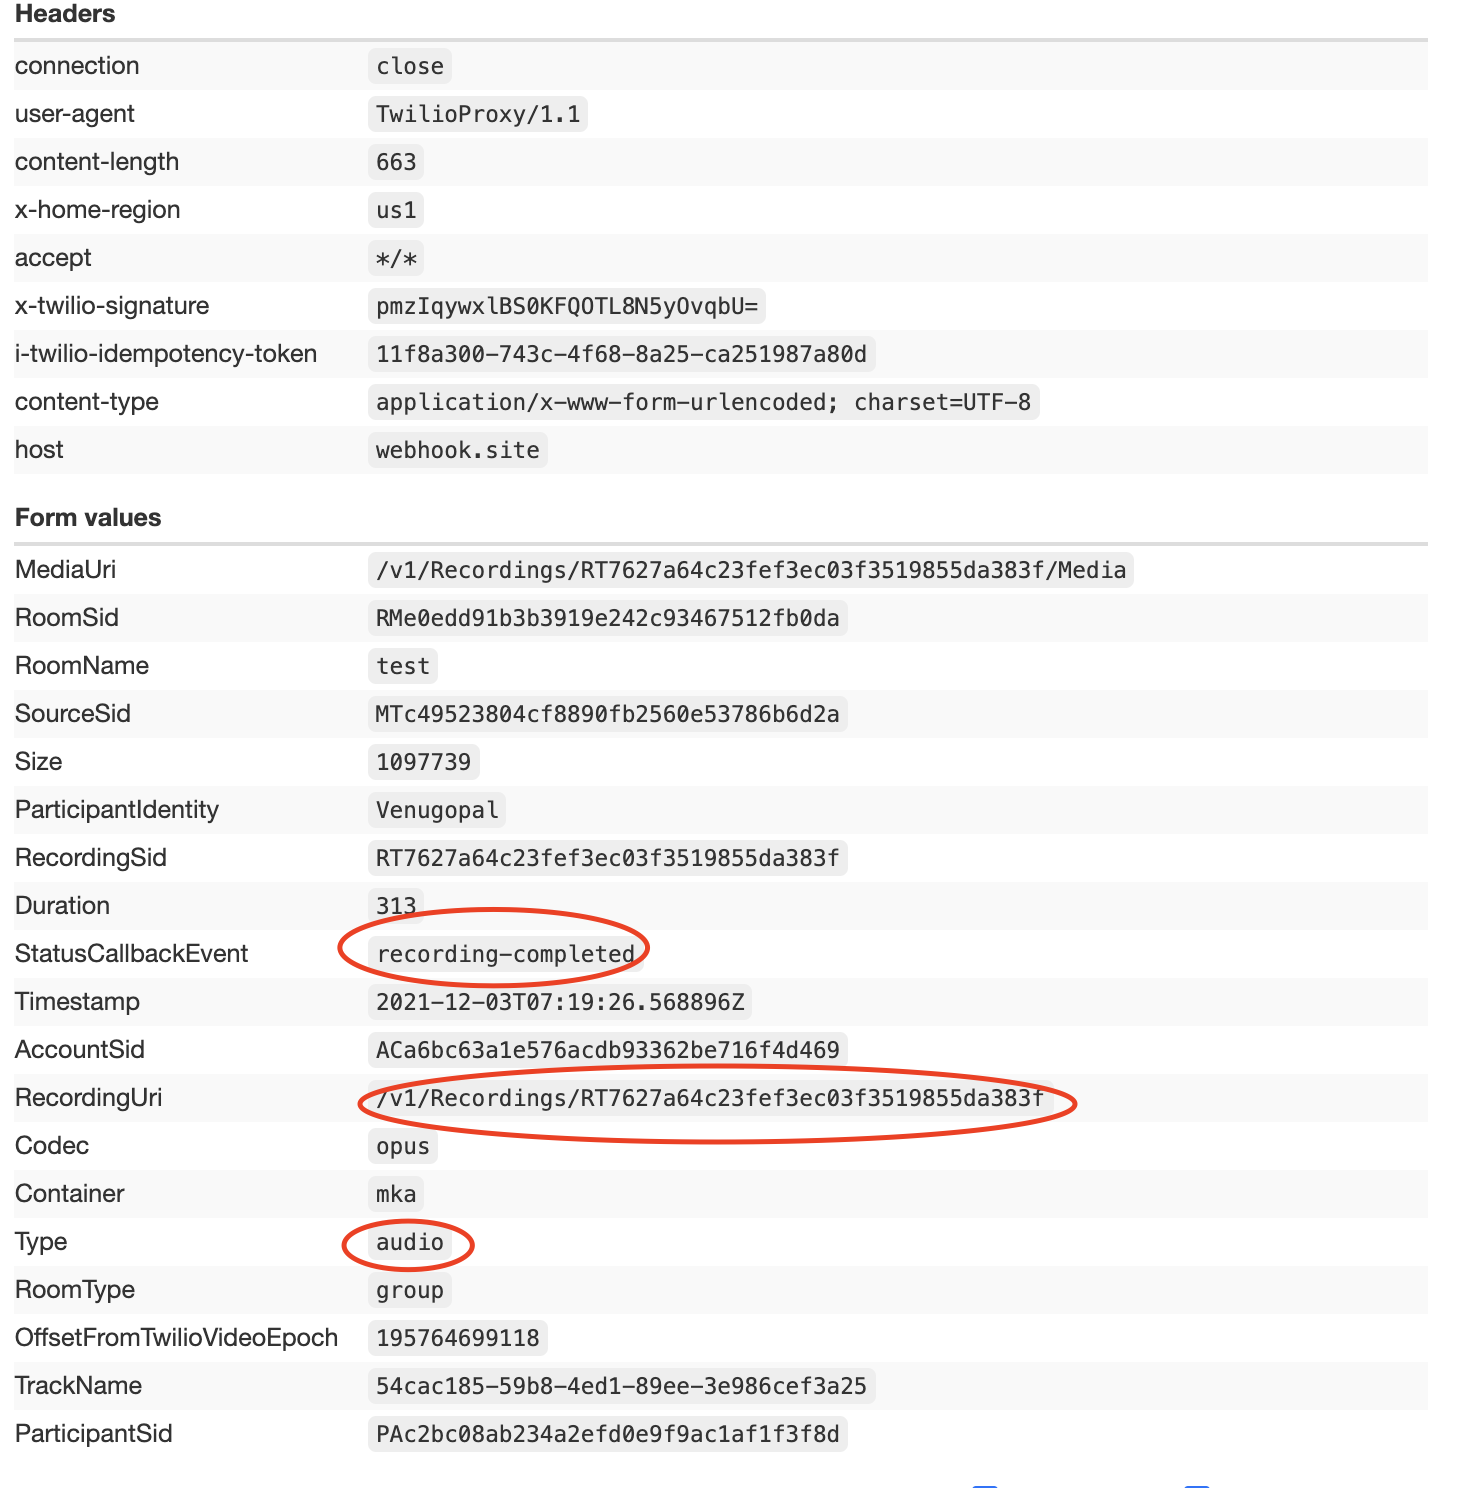 Headers
connection close
user-agent TwilioProxy/1.1
content-length 663
x-home-region us1
accept */*
x-twilio-signature pmzIqywxlBS0KFQOTL8N5yOvqbU=
i-twilio-idempotency-token 11f8a300-743c-4f68-8a25-ca251987a80d
content-type application/x-www-form-urlencoded; charset=UTF-8
host webhook.site
Form values
MediaUri /v1/Recordings/RT7627a64c23fef3ec03f3519855da383f/Media
RoomSid RMe0edd91b3b3919e242c93467512fb0da
RoomName test
SourceSid MTc49523804cf8890fb2560e53786b6d2a
Size 1097739
ParticipantIdentity Venugopal
RecordingSid RT7627a64c23fef3ec03f3519855da383f
Duration 313
StatusCallbackEvent recording-completed
Timestamp 2021-12-03T07:19:26.568896Z
AccountSid ACa6bc63a1e576acdb93362be716f4d469
RecordingUri /v1/Recordings/RT7627a64c23fef3ec03f3519855da383f
Codec opus
Container mka
Type audio
RoomType group
OffsetFromTwilioVideoEpoch 195764699118
TrackName 54cac185-59b8-4ed1-89ee-3e986cef3a25
ParticipantSid PAc2bc08ab234a2efd0e9f9ac1af1f3f8d